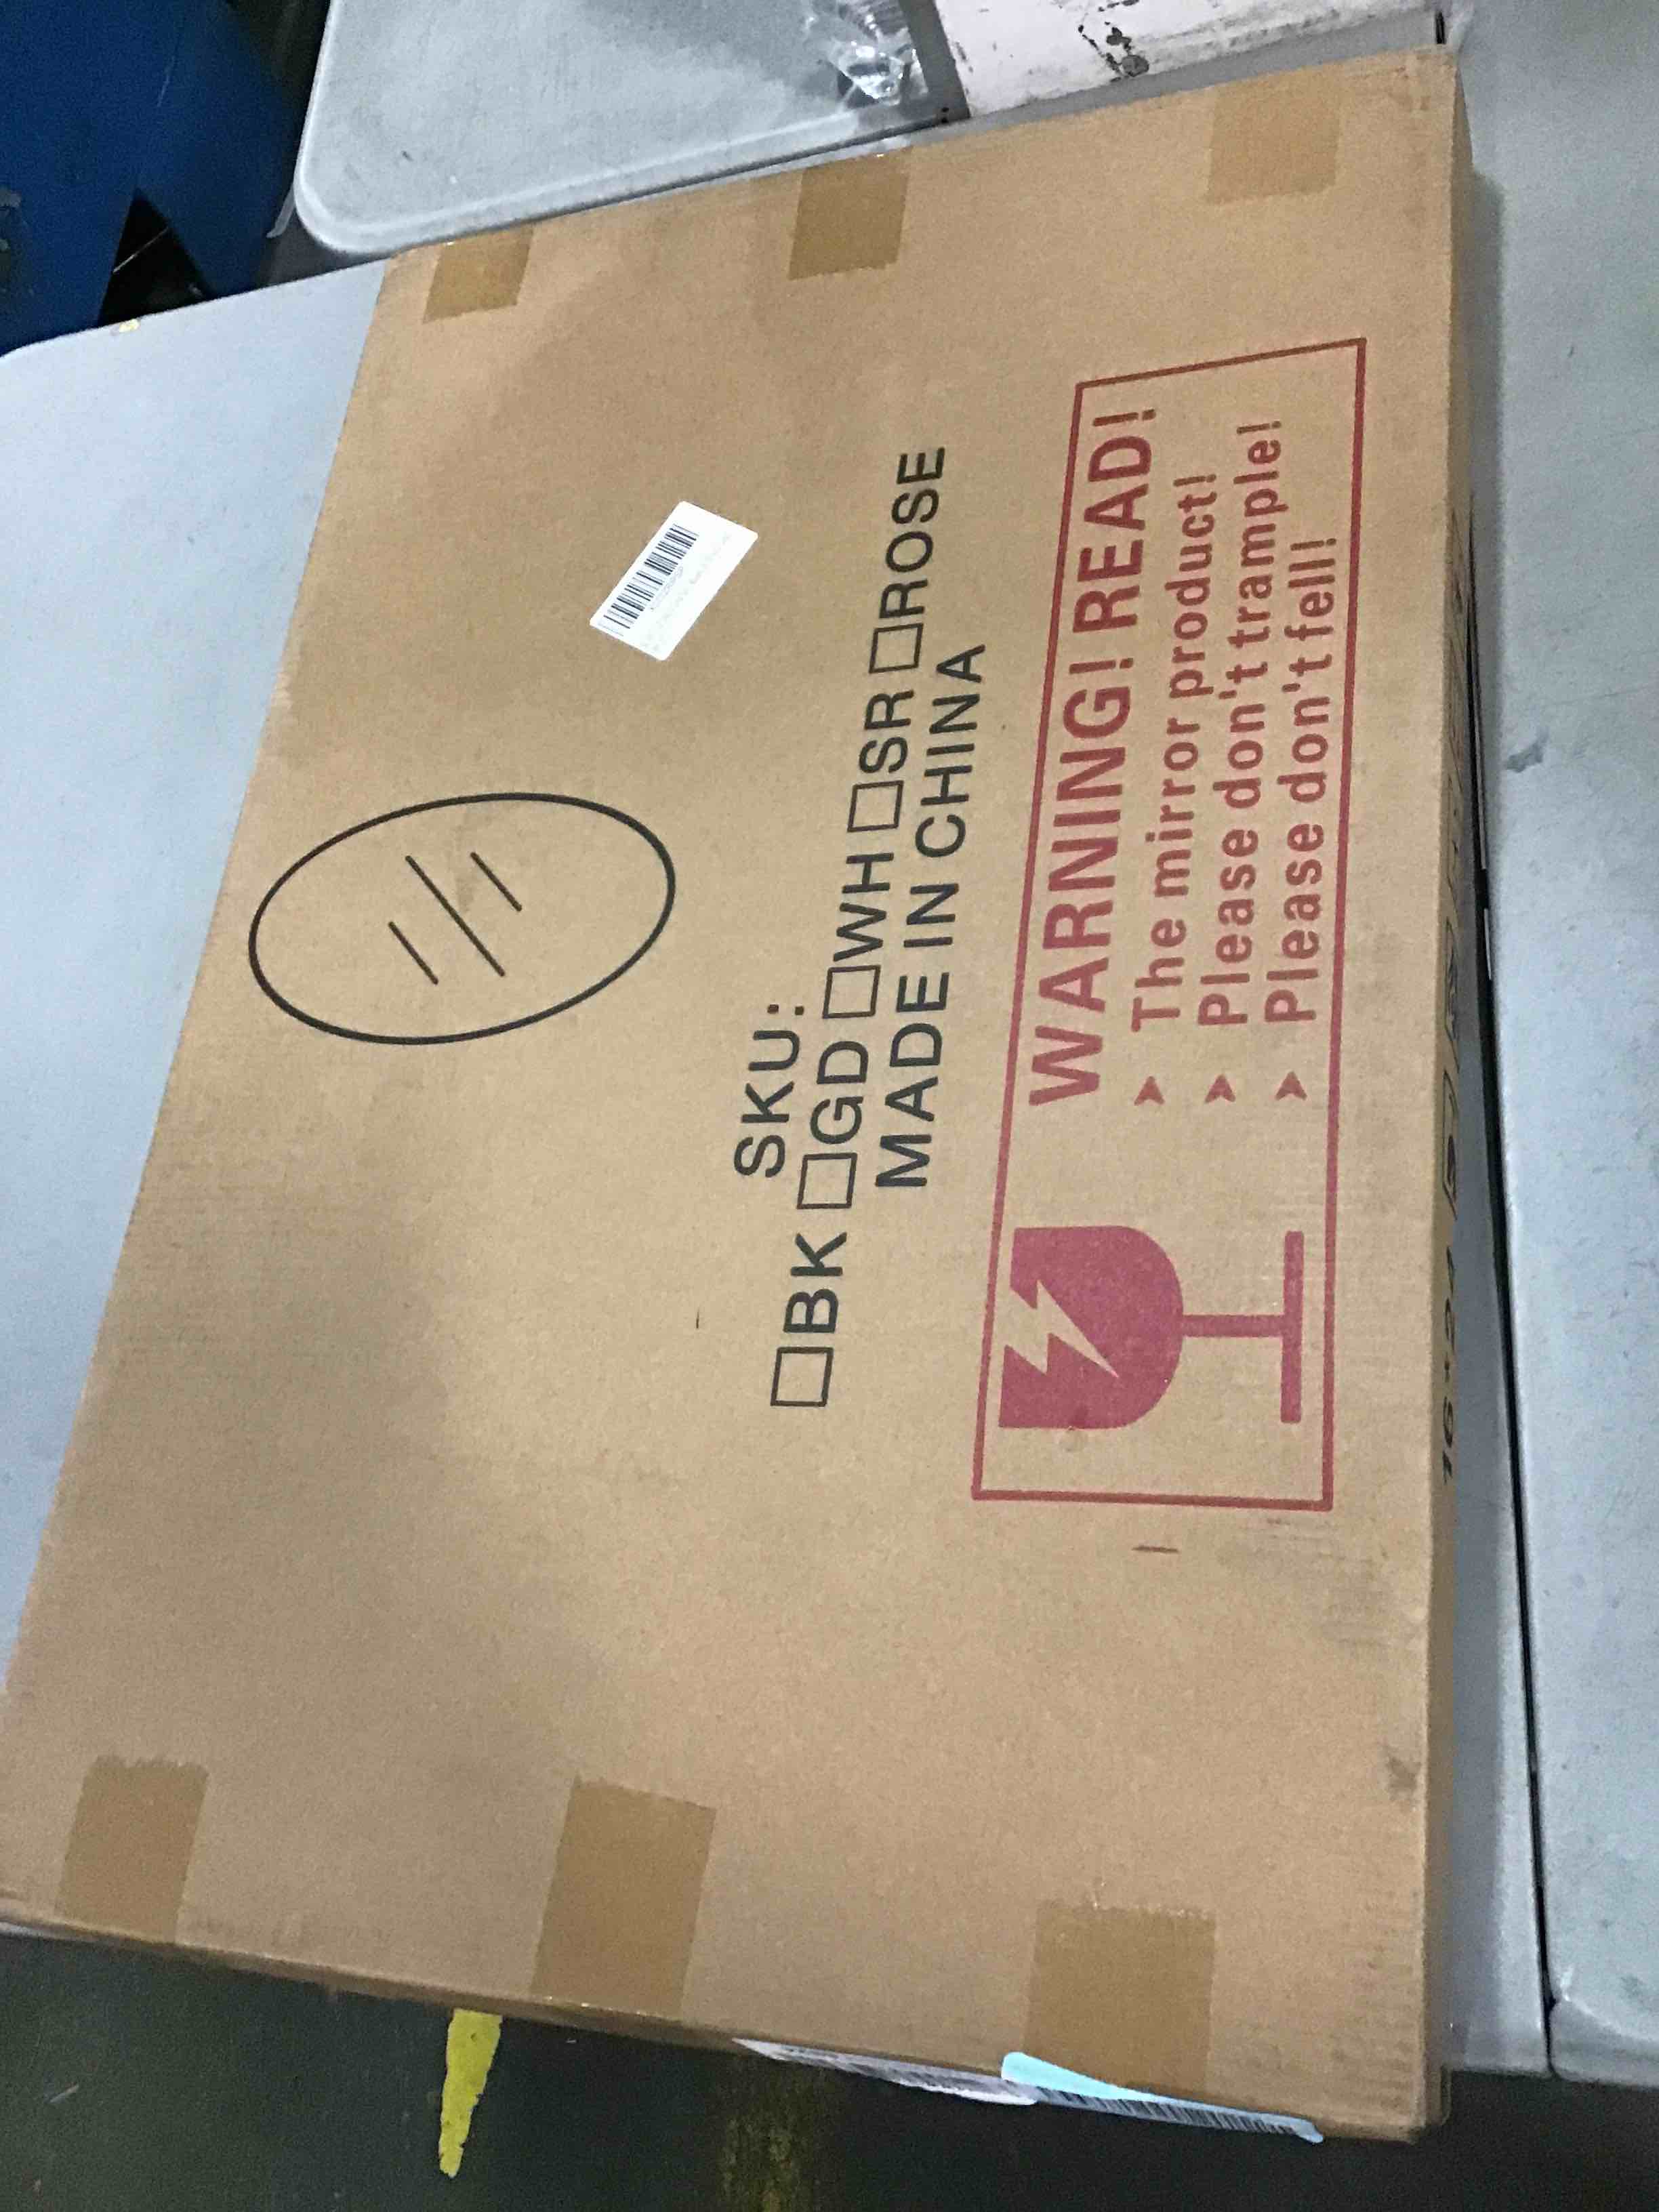 SKU:
□BK □GD □WH □SR □ROSE
MADE IN CHINA
WARNING! READ!
➤ The mirror product!
➤ Please don't trample!
➤ Please don't fell!